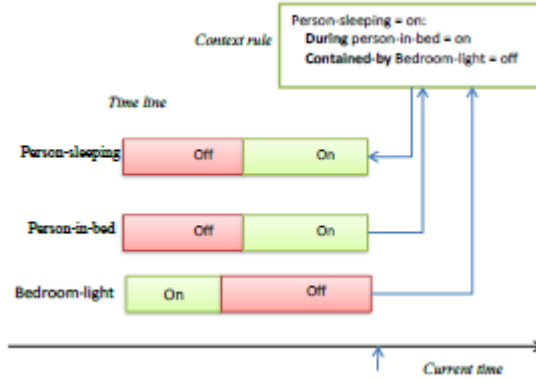 Person-sleeping = on:
During person-in-bed = on
Contained-by Bedroom-light = off
Context rule
Time line
Person-sleeping
Off
On
Person-in-bed
Off
On
Bedroom-light
On
Off
Current time